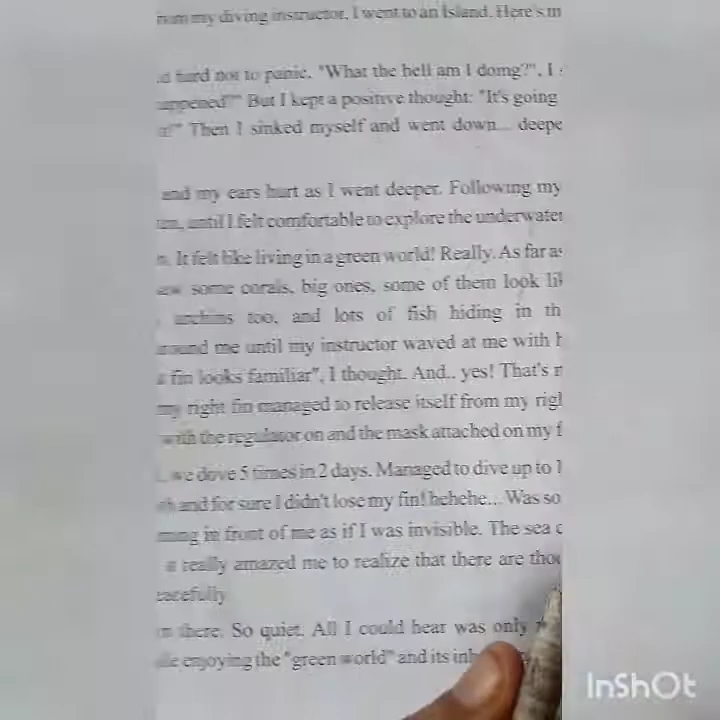 my diving instructor, I went to an Island. Here's m
hard not to panic. "What the hell am I doing?", I
appened?" But I kept a positive thought: "It's going
Then I sinked myself and went down... deepe
and my ears hurt as I went deeper. Following my
until I felt comfortable to explore the underwater
It felt like living in a green world! Really. As far as
some corals, big ones, some of them look lik
urchins too, and lots of fish hiding in th
around me until my instructor waved at me with h
fin looks familiar", I thought. And.. yes! That's m
my right fin managed to release itself from my righ
with the regulator on and the mask attached on my f
we dove 5 times in 2 days. Managed to dive up to 1
and for sure I didn't lose my fin! hehehe... Was so
ming in front of me as if I was invisible. The sea c
it really amazed me to realize that there are thou
eacefully
there. So quiet. All I could hear was only
enjoying the "green world" and its inh
InShOt